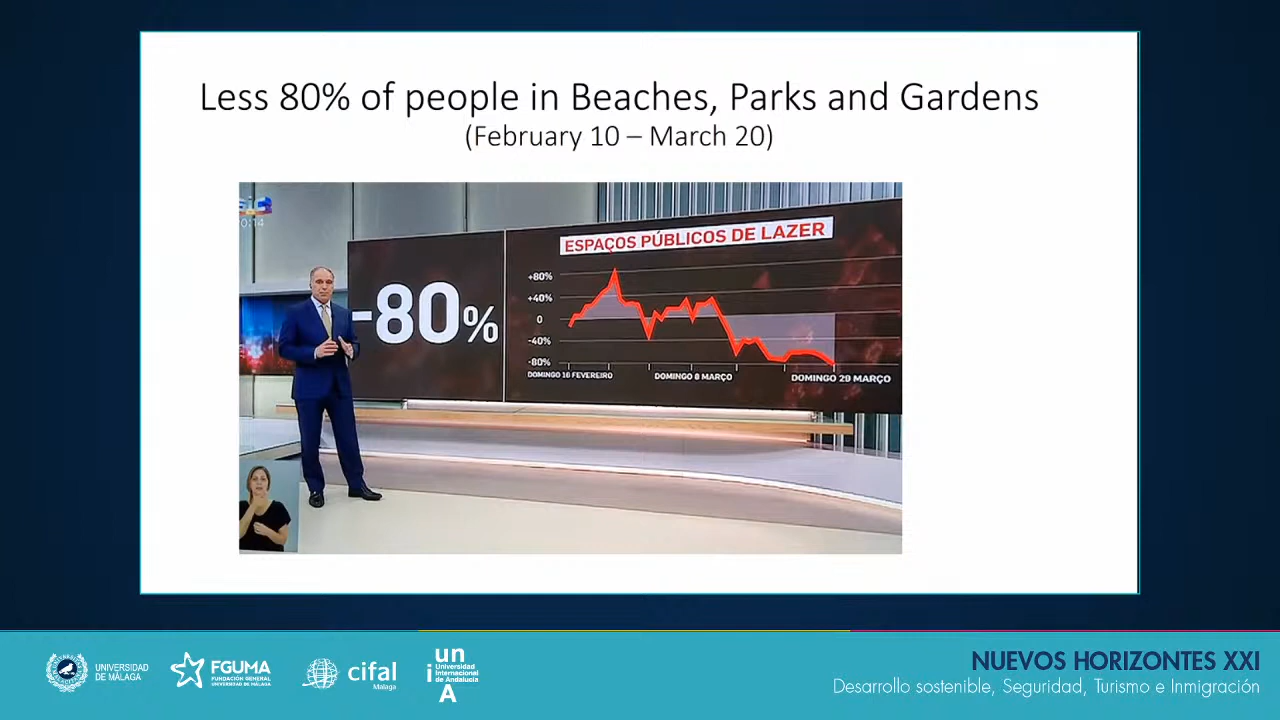 Less 80% of people in Beaches, Parks and Gardens
(February 10 – March 20)
sic
-80%
ESPAÇOS PÚBLICOS DE LAZER
+80%
+40%
0
-40%
-80%
DOMINGO 16 FEVEREIRO
DOMINGO 8 MARÇO
DOMINGO 29 MARÇO
UNIVERSIDAD
DE MÁLAGA
FGUMA
FUNDACIÓN GENERAL
UNIVERSIDAD DE MÁLAGA
cifal
Málaga
un
i
Universidad
Internacional
de Andalucía
A
NUEVOS HORIZONTES XXI
Desarrollo sostenible, Seguridad, Turismo e Inmigración